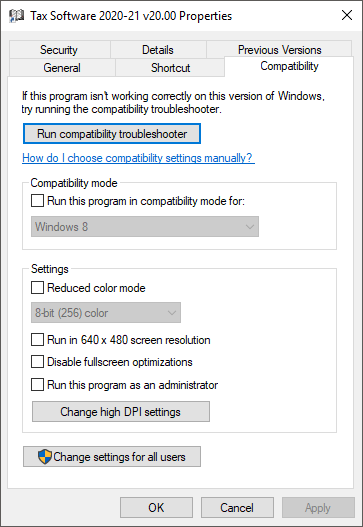 Tax Software 2020-21 v20.00 Properties
Security Details Previous Versions
General Shortcut Compatibility
If this program isn't working correctly on this version of Windows,
try running the compatibility troubleshooter.
Run compatibility troubleshooter
How do I choose compatibility settings manually?
Compatibility mode
Run this program in compatibility mode for:
Windows 8
Settings
Reduced color mode
8-bit (256) color
Run in 640 x 480 screen resolution
Disable fullscreen optimizations
Run this program as an administrator
Change high DPI settings
Change settings for all users
OK Cancel Apply